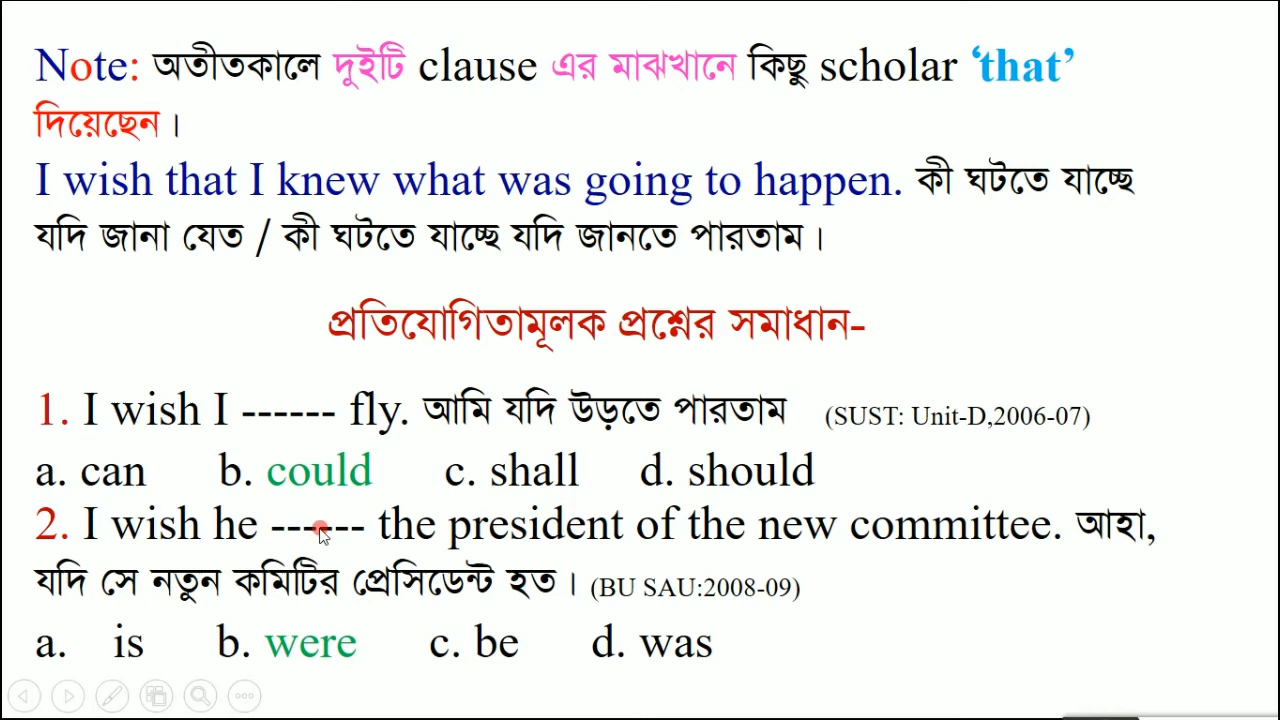 Note: অতীতকালে দুইটি clause এর মাঝখানে কিছু scholar ‘that’
দিয়েছেন।
I wish that I knew what was going to happen. কী ঘটতে যাচ্ছে
যদি জানা যেত / কী ঘটতে যাচ্ছে যদি জানতে পারতাম।
প্রতিযোগিতামূলক প্রশ্নের সমাধান-
1. I wish I ------ fly. আমি যদি উড়তে পারতাম (SUST: Unit-D,2006-07)
a. can b. could c. shall d. should
2. I wish he ------ the president of the new committee. আহা,
যদি সে নতুন কমিটির প্রেসিডেন্ট হত। (BU SAU:2008-09)
a. is b. were c. be d. was